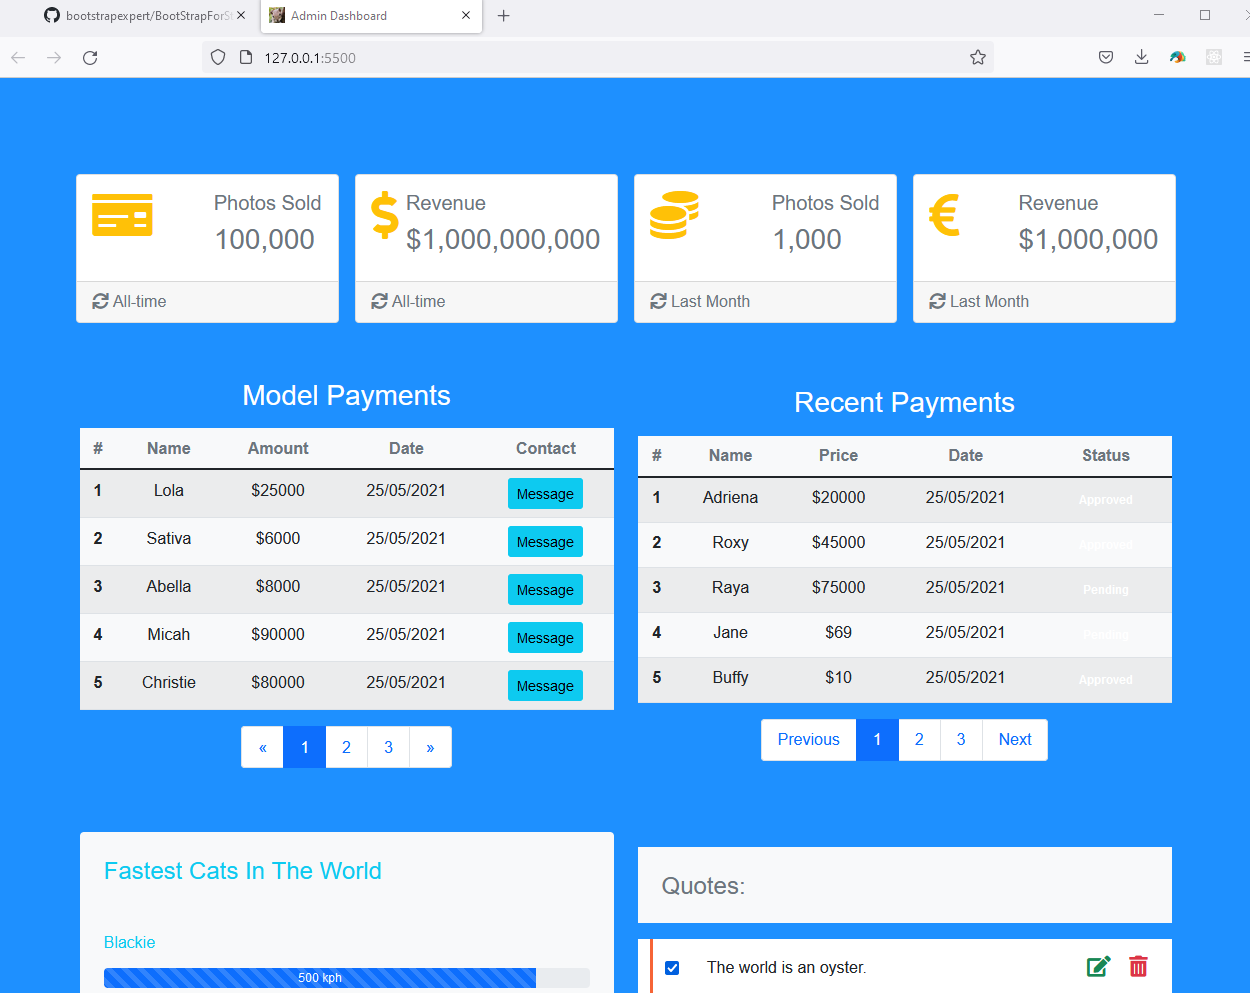 bootstrapexpert/BootStrapForSt
Admin Dashboard
127.0.0.1:5500
Photos Sold
100,000
All-time
Revenue
$1,000,000,000
All-time
Photos Sold
1,000
Last Month
Revenue
$1,000,000
Last Month
Model Payments
# Name Amount Date Contact
1 Lola $25000 25/05/2021 Message
2 Sativa $6000 25/05/2021 Message
3 Abella $8000 25/05/2021 Message
4 Micah $90000 25/05/2021 Message
5 Christie $80000 25/05/2021 Message
« 1 2 3 »
Recent Payments
# Name Price Date Status
1 Adriena $20000 25/05/2021 Approved
2 Roxy $45000 25/05/2021 Approved
3 Raya $75000 25/05/2021 Pending
4 Jane $69 25/05/2021 Pending
5 Buffy $10 25/05/2021 Approved
Previous 1 2 3 Next
Fastest Cats In The World
Blackie
500 kph
Quotes:
The world is an oyster.